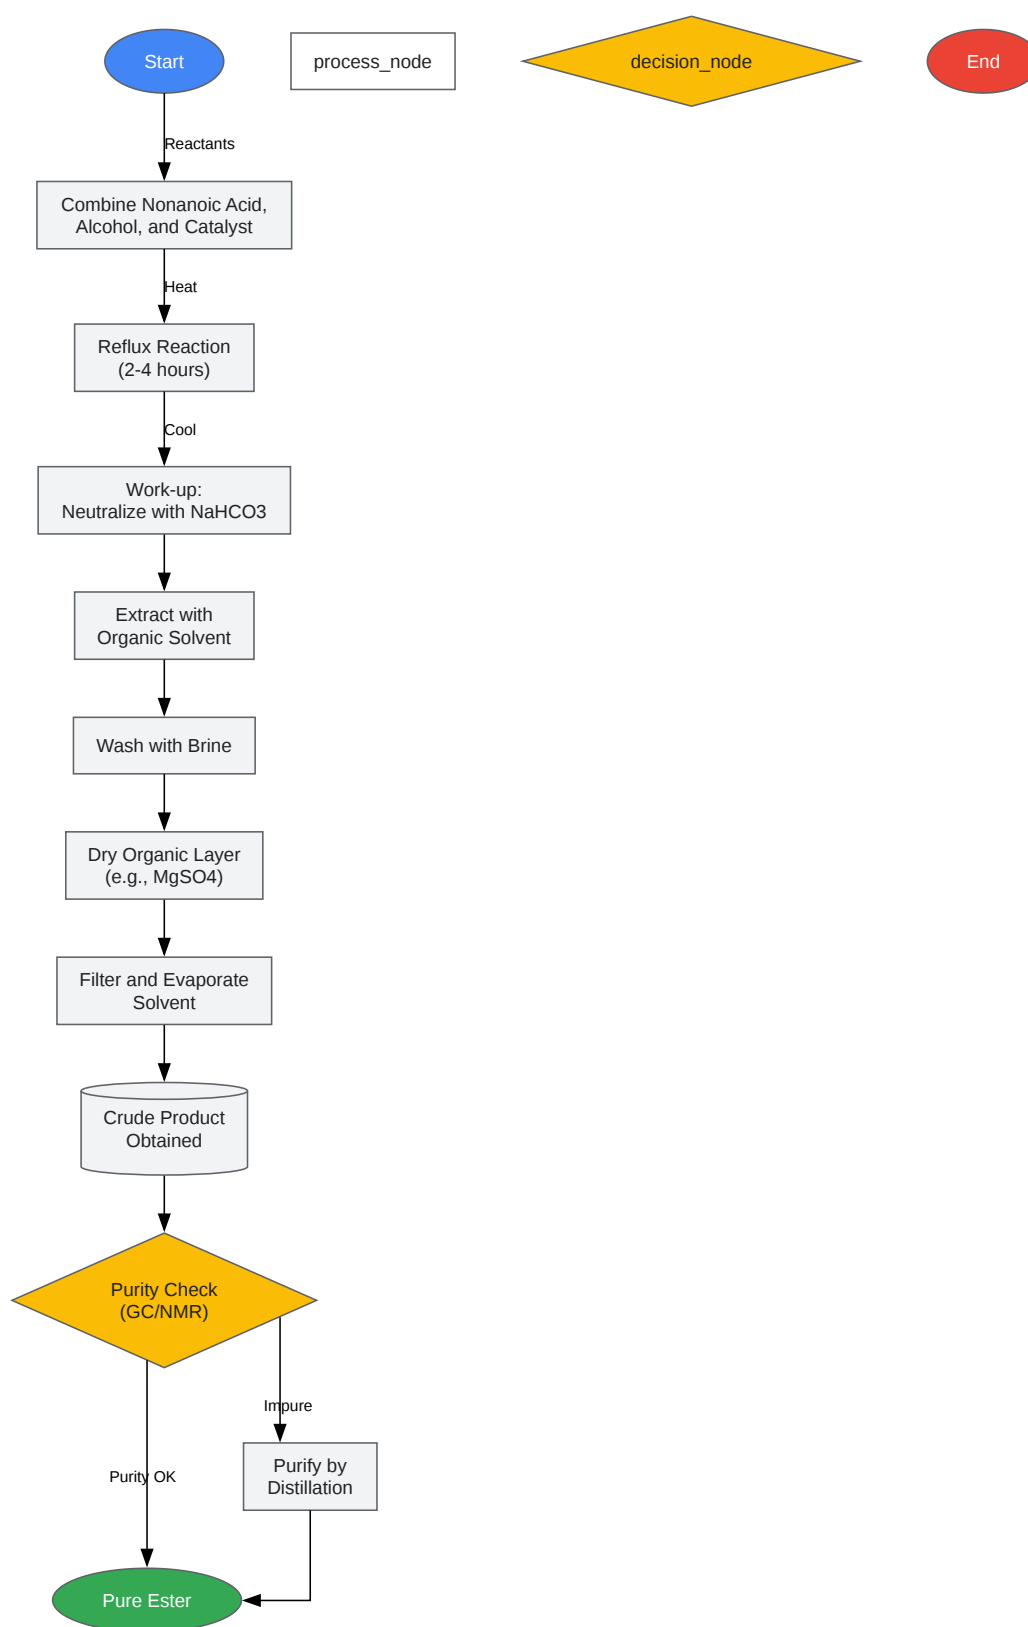 Start
process_node
decision_node
End
Reactants
Combine Nonanoic Acid,
Alcohol, and Catalyst
Heat
Reflux Reaction
(2-4 hours)
Cool
Work-up:
Neutralize with NaHCO3
Extract with
Organic Solvent
Wash with Brine
Dry Organic Layer
(e.g., MgSO4)
Filter and Evaporate
Solvent
Crude Product
Obtained
Purity Check
(GC/NMR)
Impure
Purify by
Distillation
Purity OK
Pure Ester